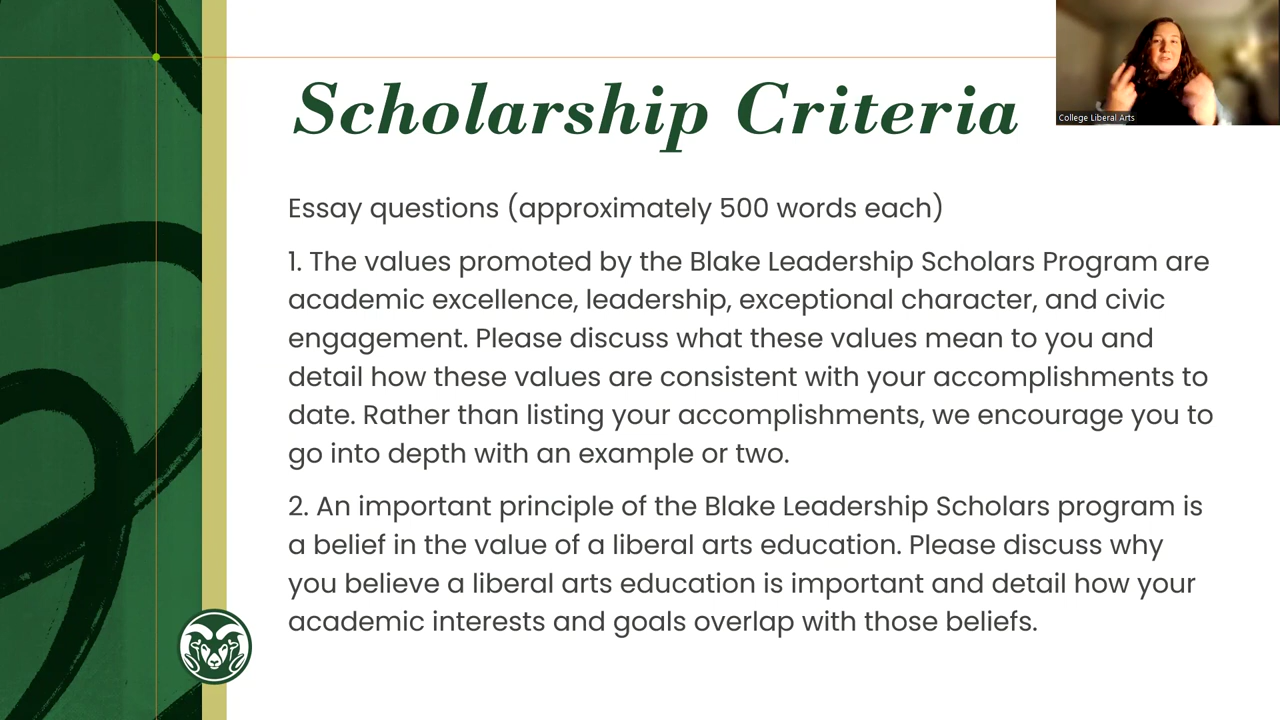 Scholarship Criteria
College Liberal Arts
Essay questions (approximately 500 words each)
1. The values promoted by the Blake Leadership Scholars Program are
academic excellence, leadership, exceptional character, and civic
engagement. Please discuss what these values mean to you and
detail how these values are consistent with your accomplishments to
date. Rather than listing your accomplishments, we encourage you to
go into depth with an example or two.
2. An important principle of the Blake Leadership Scholars program is
a belief in the value of a liberal arts education. Please discuss why
you believe a liberal arts education is important and detail how your
academic interests and goals overlap with those beliefs.